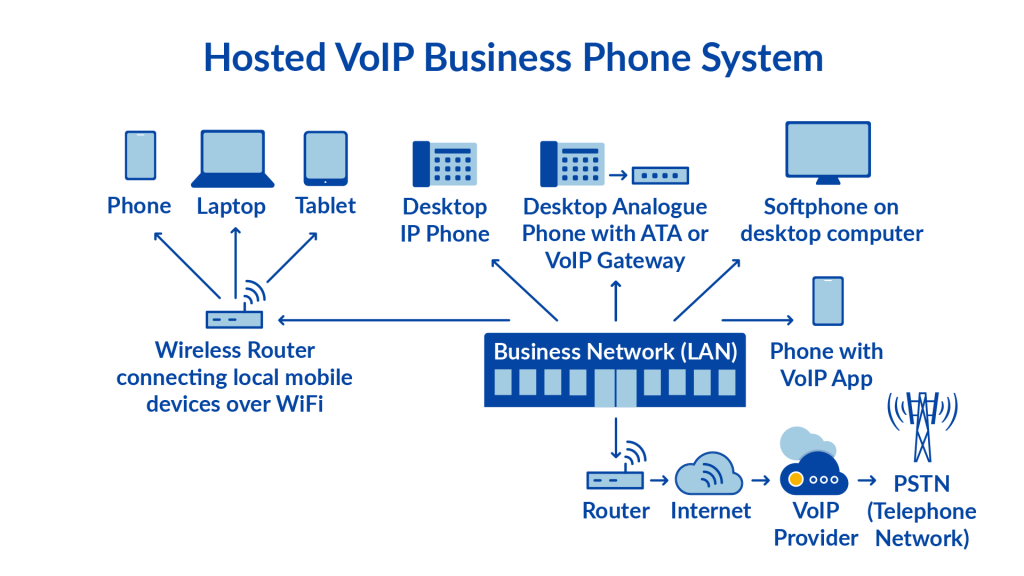 Hosted VoIP Business Phone System
Phone
Laptop
Tablet
Desktop
IP Phone
Desktop Analogue
Phone with ATA or
VoIP Gateway
Softphone on
desktop computer
Wireless Router
connecting local mobile
devices over WiFi
Business Network (LAN)
Phone with
VoIP App
Router
Internet
VoIP
Provider
PSTN
(Telephone
Network)